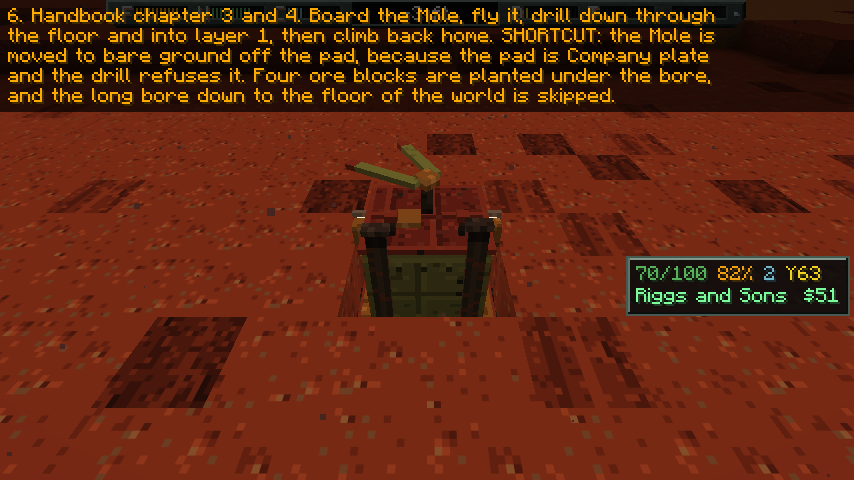 6. Handbook chapter 3 and 4. Board the Mole, fly it, drill down through
the floor and into layer 1, then climb back home. SHORTCUT: the Mole is
moved to bare ground off the pad, because the pad is Company plate
and the drill refuses it. Four ore blocks are planted under the bore,
and the long bore down to the floor of the world is skipped.
70/100 82% 2 Y63
Riggs and Sons $51